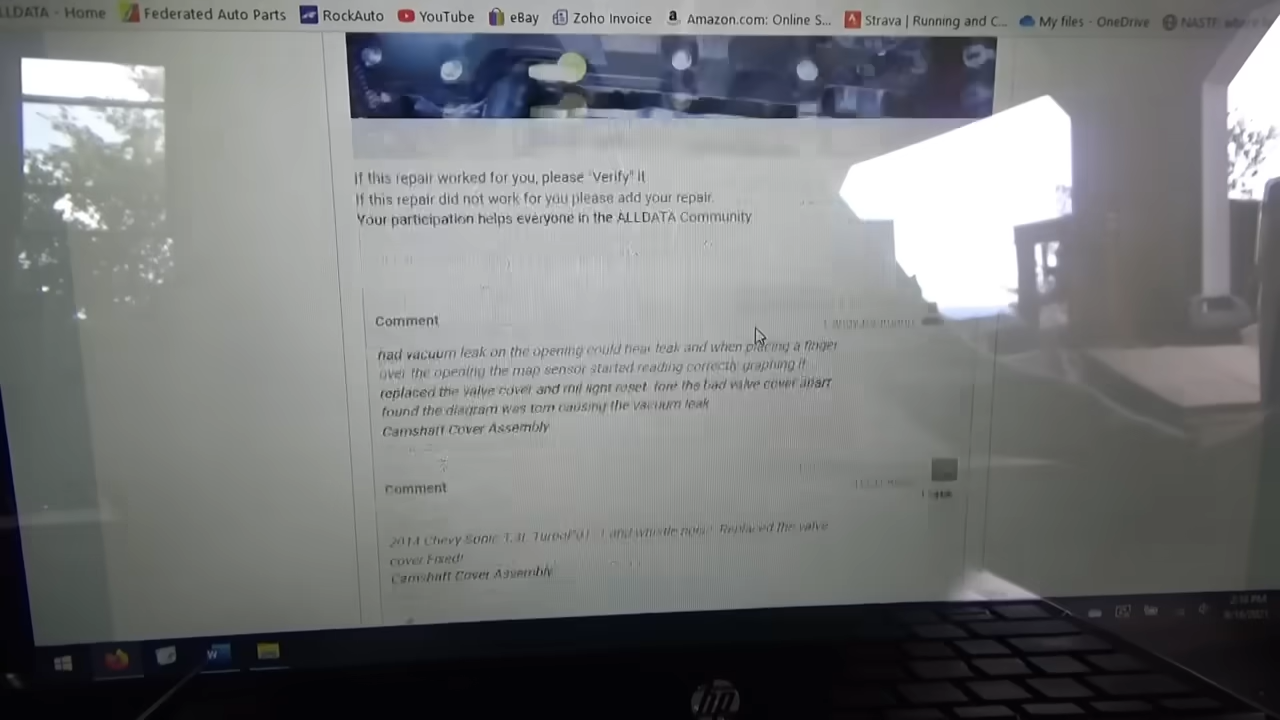 LLDATA - Home Federated Auto Parts RockAuto YouTube eBay Zoho Invoice Amazon.com: Online S... Strava | Running and C... My files - OneDrive NASTF
If this repair worked for you, please "Verify" it
If this repair did not work for you please add your repair.
Your participation helps everyone in the ALLDATA Community
Comment
had vacuum leak on the opening could hear leak and when placing a finger
over the opening the map sensor started reading correctly graphing it
replaced the valve cover and mil light reset. tore the bad valve cover apart
found the diagram was torn causing the vacuum leak
Camshaft Cover Assembly
Comment
2014 Chevy Sonic 1.4L Turbo and whistle noise. Replaced the valve
cover Fixed!
Camshaft Cover Assembly
hp